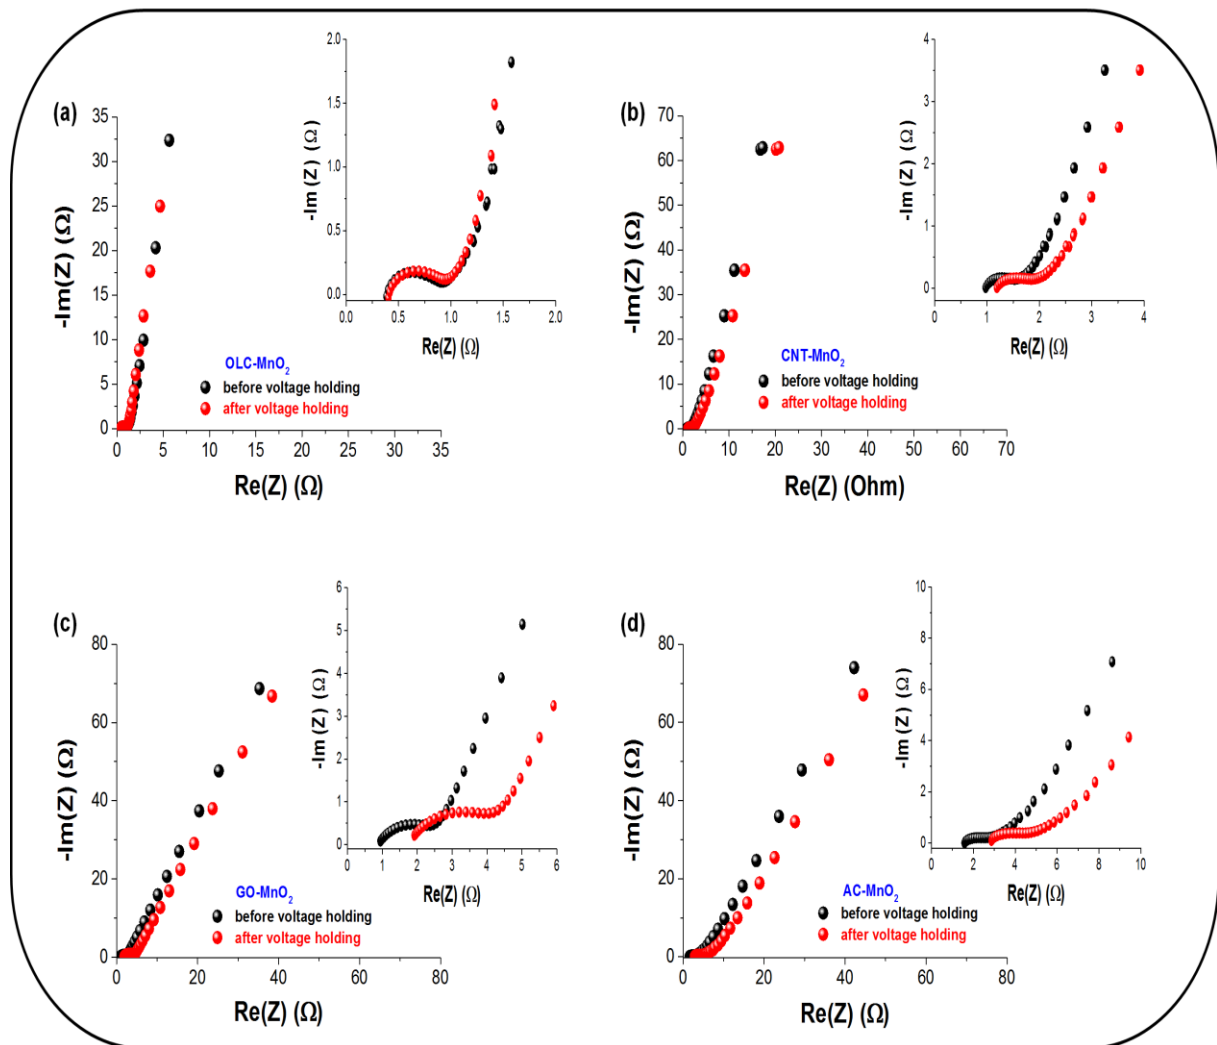 (a)
-Im(Z) (Ω)
35
30
25
20
15
10
5
0
0 5 10 15 20 25 30 35
Re(Z) (Ω)
OLC-MnO2
before voltage holding
after voltage holding
-Im (Z) (Ω)
2.0
1.5
1.0
0.5
0.0
0.0 0.5 1.0 1.5 2.0
Re(Z) (Ω)
(b)
-Im(Z) (Ω)
70
60
50
40
30
20
10
0
0 10 20 30 40 50 60 70
Re(Z) (Ohm)
CNT-MnO2
before voltage holding
after voltage holding
-Im (Z) (Ω)
4
3
2
1
0
0 1 2 3 4
Re(Z) (Ω)
(c)
-Im(Z) (Ω)
80
60
40
20
0
0 20 40 60 80
Re(Z) (Ω)
GO-MnO2
before voltage holding
after voltage holding
-Im (Z) (Ω)
6
5
4
3
2
1
0
0 1 2 3 4 5 6
Re(Z) (Ω)
(d)
-Im(Z) (Ω)
80
60
40
20
0
0 20 40 60 80
Re(Z) (Ω)
AC-MnO2
before voltage holding
after voltage holding
-Im (Z) (Ω)
10
8
6
4
2
0
0 2 4 6 8 10
Re(Z) (Ω)